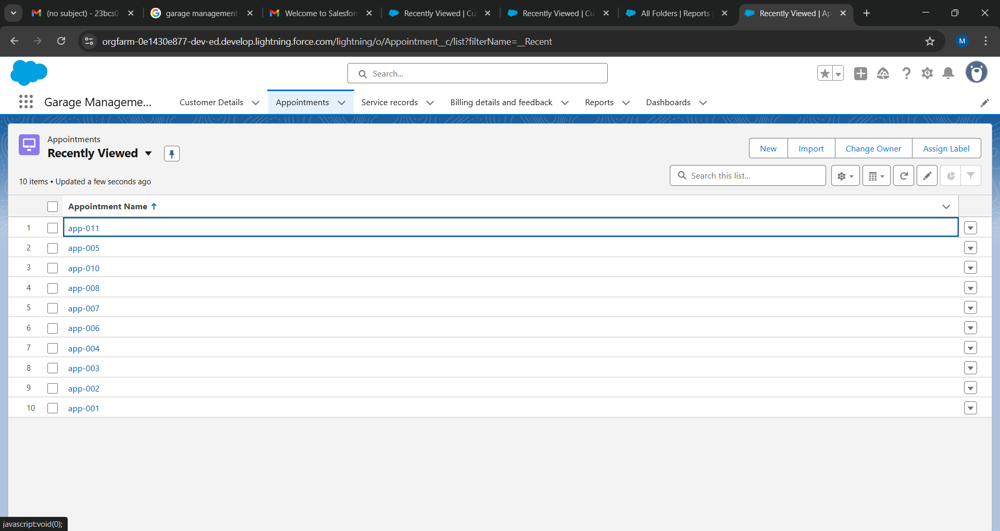 (no subject) - 23bcs0
garage management
Welcome to Salesforc
Recently Viewed | Cu
Recently Viewed | Cu
All Folders | Reports |
Recently Viewed | Ap
orgfarm-0e1430e877-dev-ed.develop.lightning.force.com/lightning/o/Appointment__c/list?filterName=__Recent
M
Search...
Garage Manageme...
Customer Details
Appointments
Service records
Billing details and feedback
Reports
Dashboards
Appointments
Recently Viewed
New
Import
Change Owner
Assign Label
10 items • Updated a few seconds ago
Search this list...
Appointment Name
1 app-011
2 app-005
3 app-010
4 app-008
5 app-007
6 app-006
7 app-004
8 app-003
9 app-002
10 app-001
javascript:void(0);